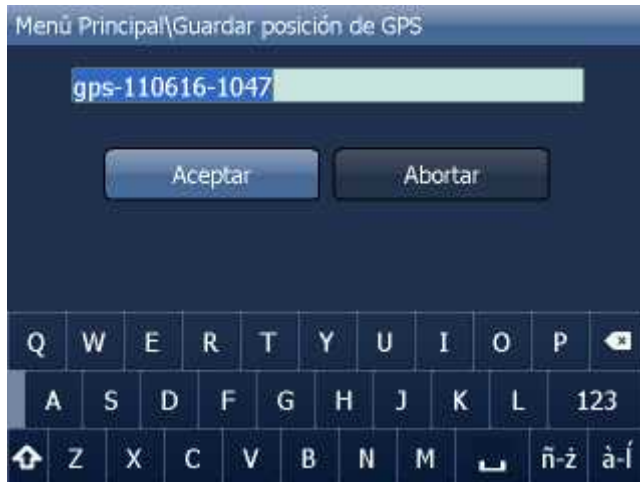 Menú Principal\Guardar posición de GPS
gps-110616-1047
Aceptar Abortar
Q W E R T Y U I O P
A S D F G H J K L 123
Z X C V B N M ñ-ż à-Í